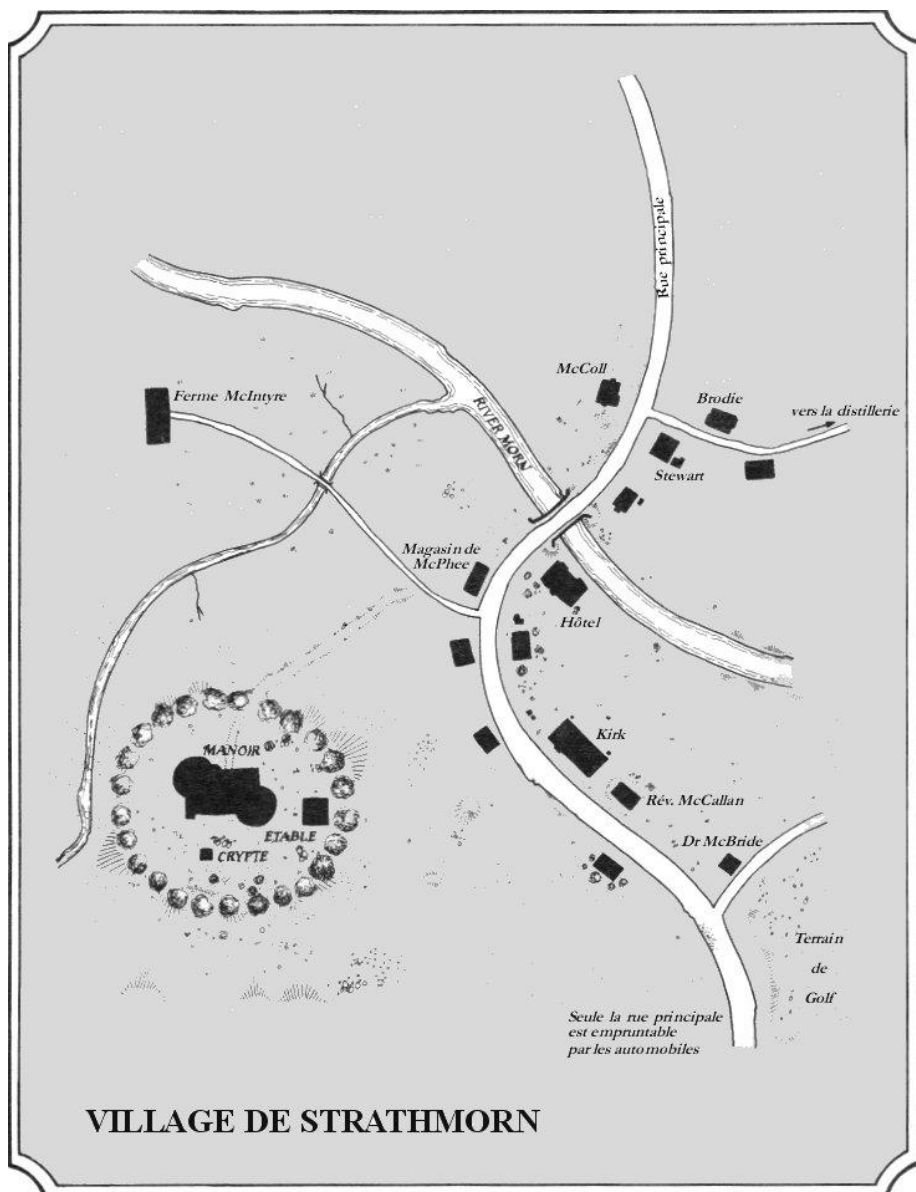 Rue principale
McColl
Ferme McIntyre
Brodie
vers la distillerie
RIVER MORN
Stewart
Magasin de
McPhee
Hôtel
Kirk
MANOIR
Rév. McCallan
ETABLE
Dr McBride
CRYPTE
Terrain
de
Golf
Seule la rue principale
est empruntable
par les automobiles
VILLAGE DE STRATHMORN